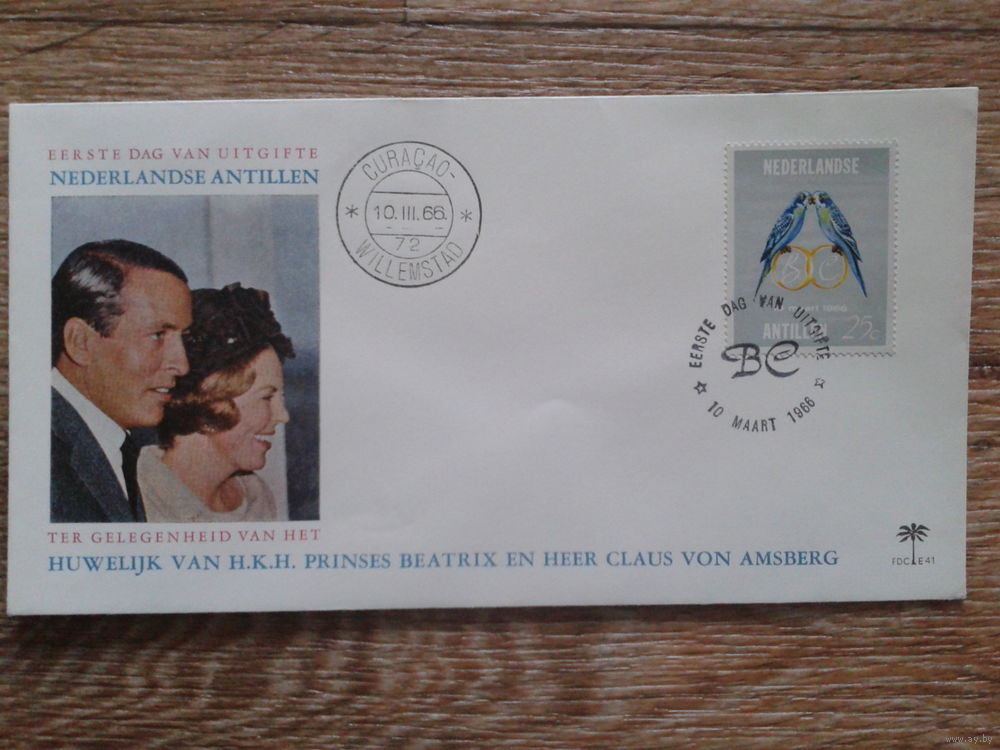 EERSTE DAG VAN UITGIFTE
NEDERLANDSE ANTILLEN
CURAÇAO-
* 10.III.66. *
72
WILLEMSTAD
NEDERLANDSE
B C
1966
ANTILLEN 25c
EERSTE DAG VAN UITGIFTE
BC
10 MAART 1966
TER GELEGENHEID VAN HET
HUWELIJK VAN H.K.H. PRINSES BEATRIX EN HEER CLAUS VON AMSBERG
FDC E 41
www.ay.by